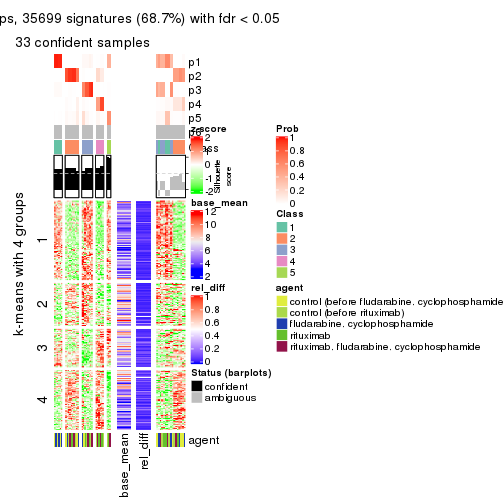 ps, 35699 signatures (68.7%) with fdr < 0.05
33 confident samples
p1
p2
p3
p4
p5
p6
Class
Silhouette
score
k-means with 4 groups
1
2
3
4
base_mean
rel_diff
agent
z-score
2
1
0
-1
-2
base_mean
12
10
8
6
4
2
rel_diff
1
0.8
0.6
0.4
0.2
0
Status (barplots)
confident
ambiguous
Prob
1
0.8
0.6
0.4
0.2
0
Class
1
2
3
4
5
agent
control (before fludarabine. cyclophosphamide
control (before rituximab)
fludarabine. cyclophosphamide
rituximab
rituximab. fludarabine. cyclophosphamide